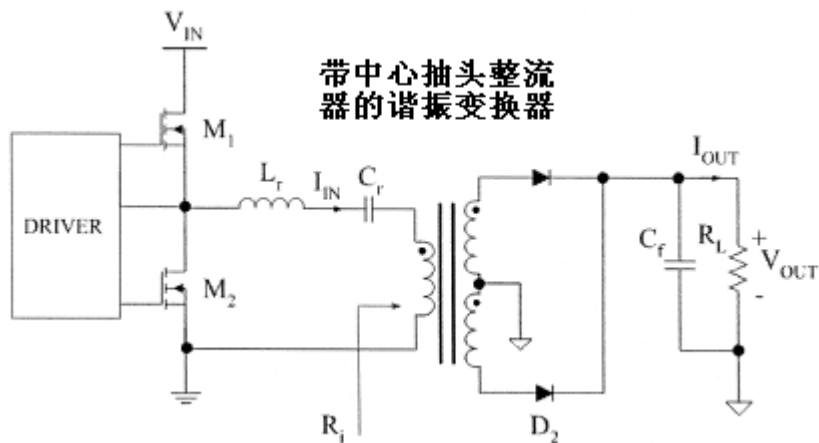 V_IN
带中心抽头整流
器的谐振变换器
M_1
DRIVER
L_r
I_IN
C_r
I_OUT
C_f
R_L
+
V_OUT
-
M_2
R_i
D_2